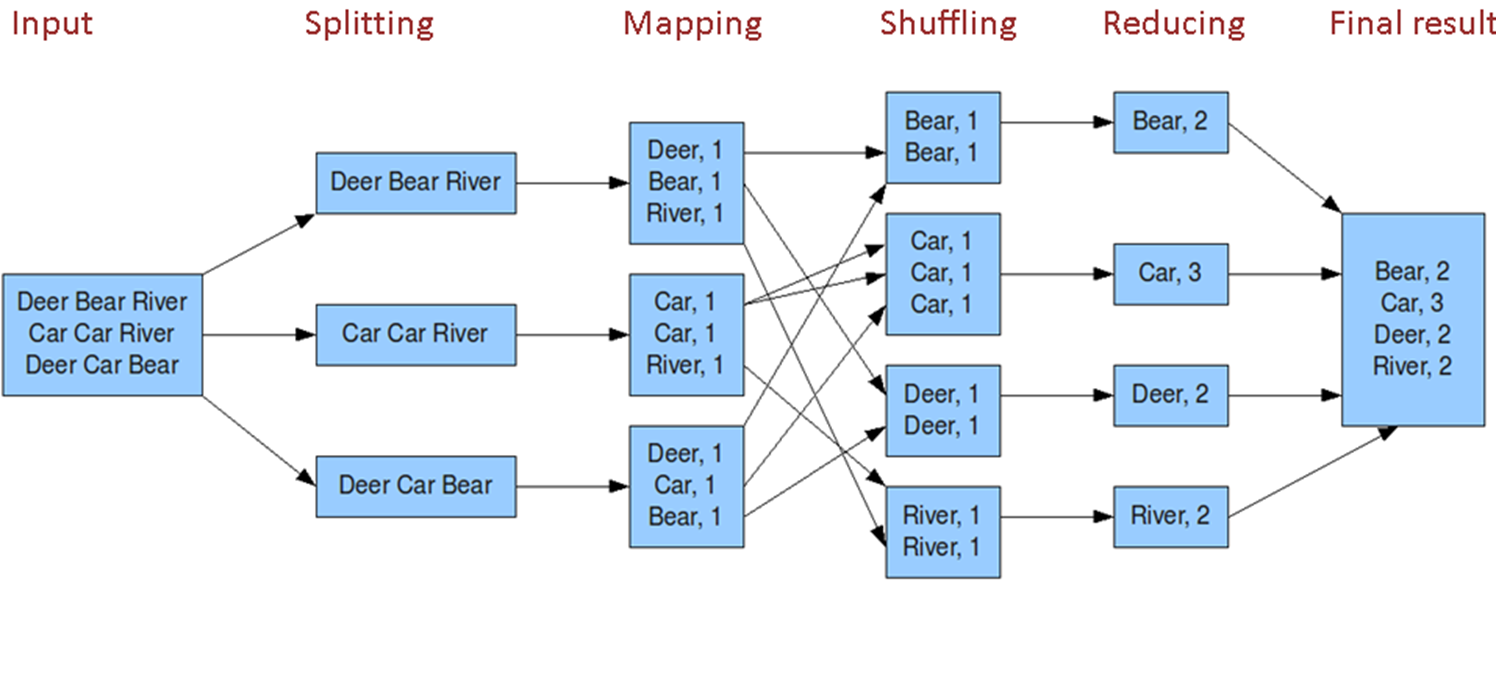 Input
Splitting
Mapping
Shuffling
Reducing
Final result
Deer Bear River
Car Car River
Deer Car Bear
Deer Bear River
Car Car River
Deer Car Bear
Deer, 1
Bear, 1
River, 1
Car, 1
Car, 1
River, 1
Deer, 1
Car, 1
Bear, 1
Bear, 1
Bear, 1
Car, 1
Car, 1
Car, 1
Deer, 1
Deer, 1
River, 1
River, 1
Bear, 2
Car, 3
Deer, 2
River, 2
Bear, 2
Car, 3
Deer, 2
River, 2